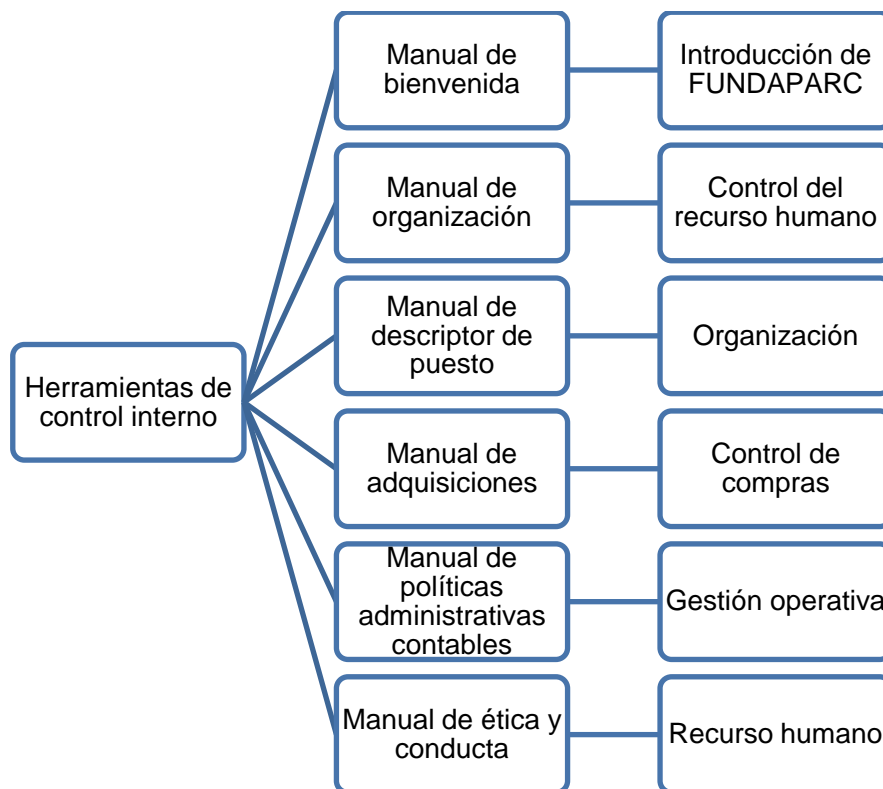 Manual de
bienvenida
Introducción de
FUNDAPARC
Manual de
organización
Control del
recurso humano
Manual de
descriptor de
puesto
Organización
Herramientas de
control interno
Manual de
adquisiciones
Control de
compras
Manual de
políticas
administrativas
contables
Gestión operativa
Manual de ética y
conducta
Recurso humano